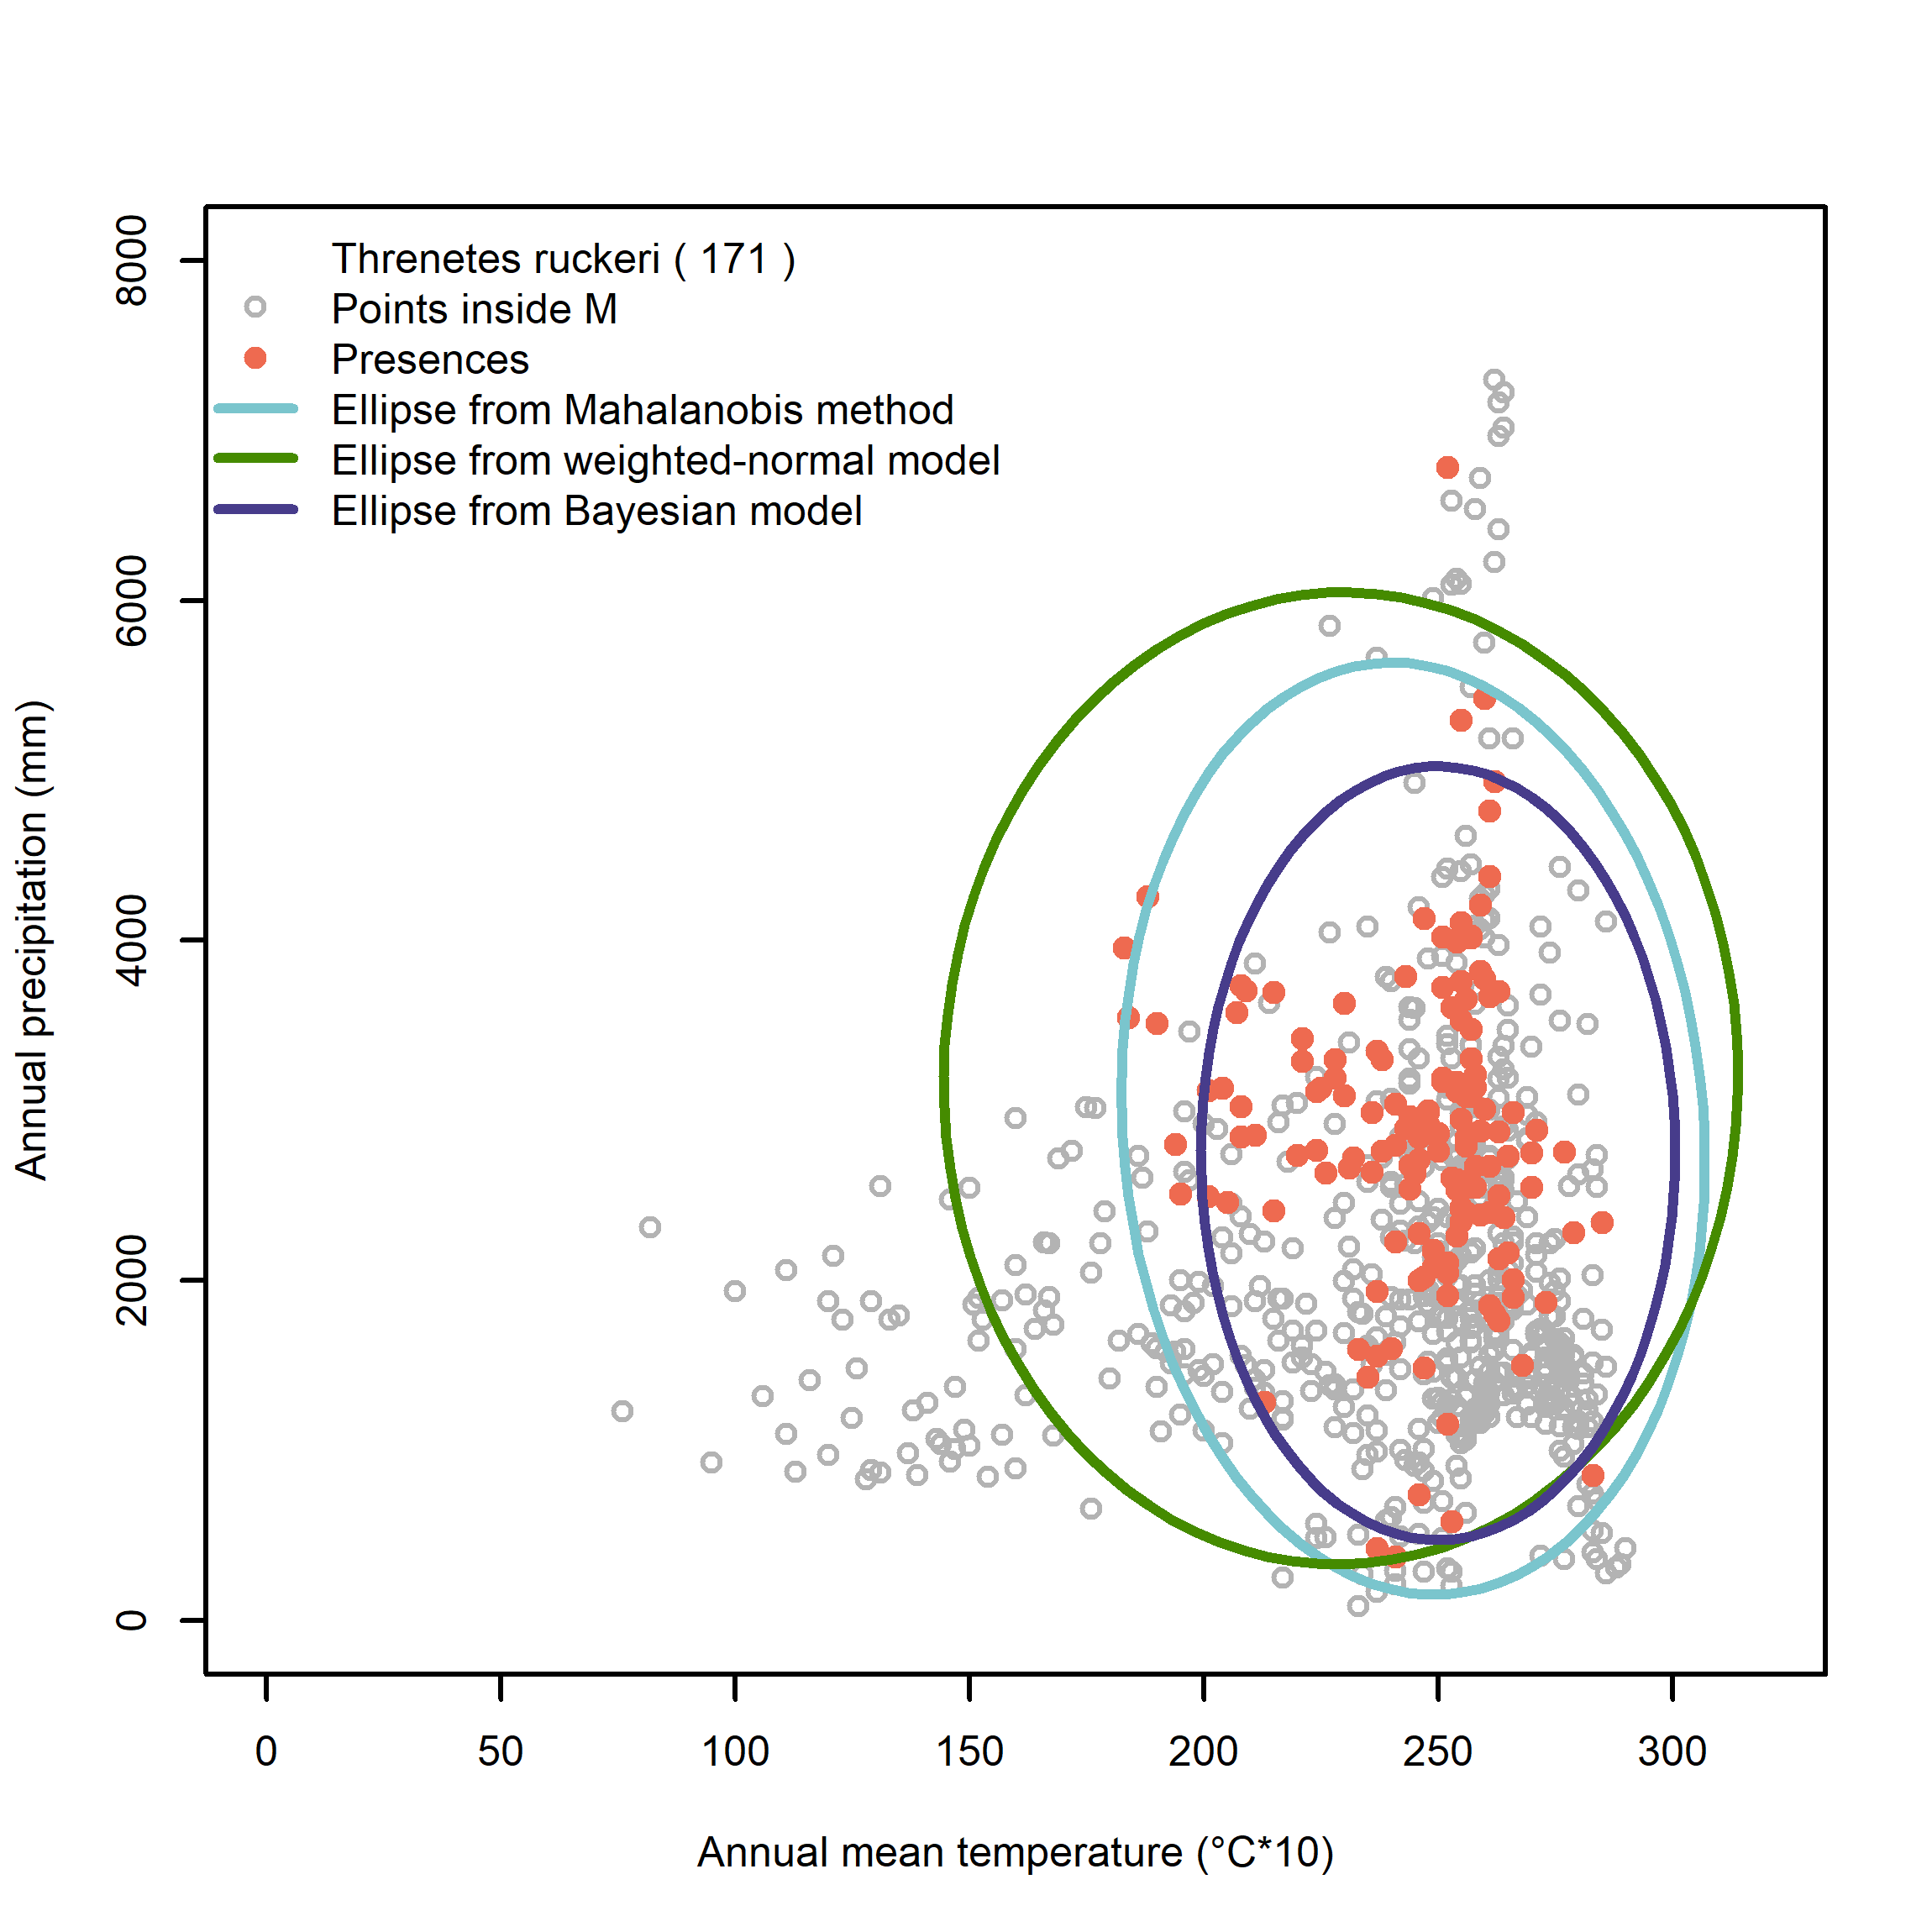 Threnetes ruckeri ( 171 )
Points inside M
Presences
Ellipse from Mahalanobis method
Ellipse from weighted-normal model
Ellipse from Bayesian model
Annual precipitation (mm)
8000
6000
4000
2000
0
0 50 100 150 200 250 300
Annual mean temperature (°C*10)